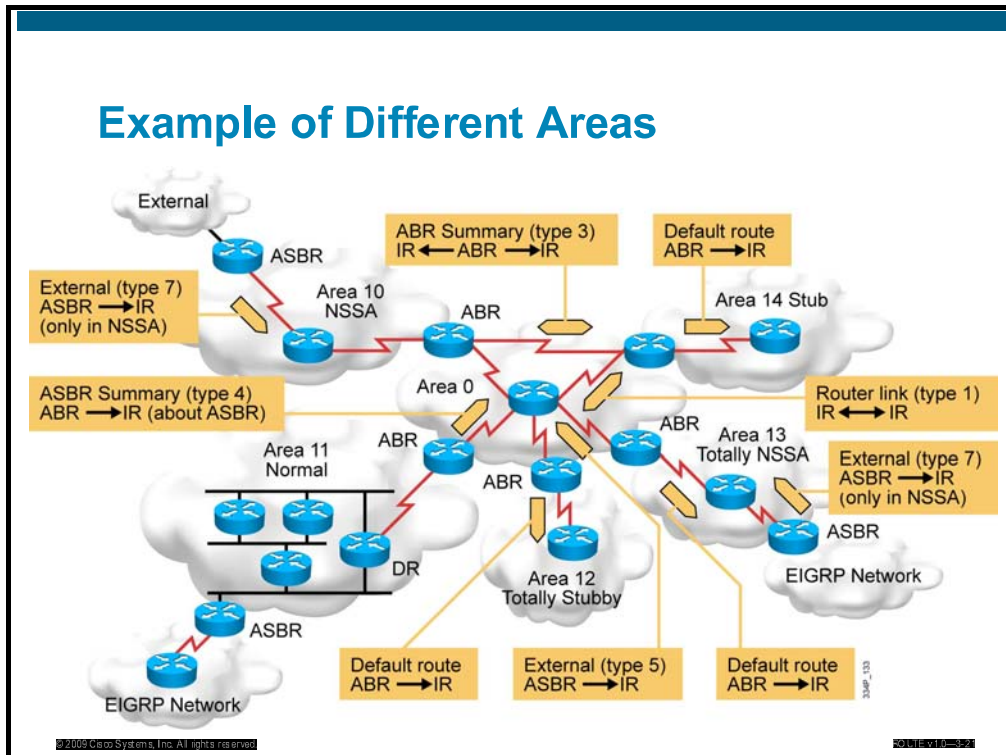 Example of Different Areas
External
ASBR
ABR Summary (type 3)
IR ← ABR → IR
Default route
ABR → IR
External (type 7)
ASBR → IR
(only in NSSA)
Area 10
NSSA
ABR
Area 14 Stub
ASBR Summary (type 4)
ABR → IR (about ASBR)
Area 0
Router link (type 1)
IR ↔ IR
ABR
ABR
Area 11
Normal
ABR
Area 13
Totally NSSA
External (type 7)
ASBR → IR
(only in NSSA)
DR
ASBR
Area 12
Totally Stubby
EIGRP Network
ASBR
EIGRP Network
Default route
ABR → IR
External (type 5)
ASBR → IR
Default route
ABR → IR
334P_133
© 2009 Cisco Systems, Inc. All rights reserved.
v1.0—3-21